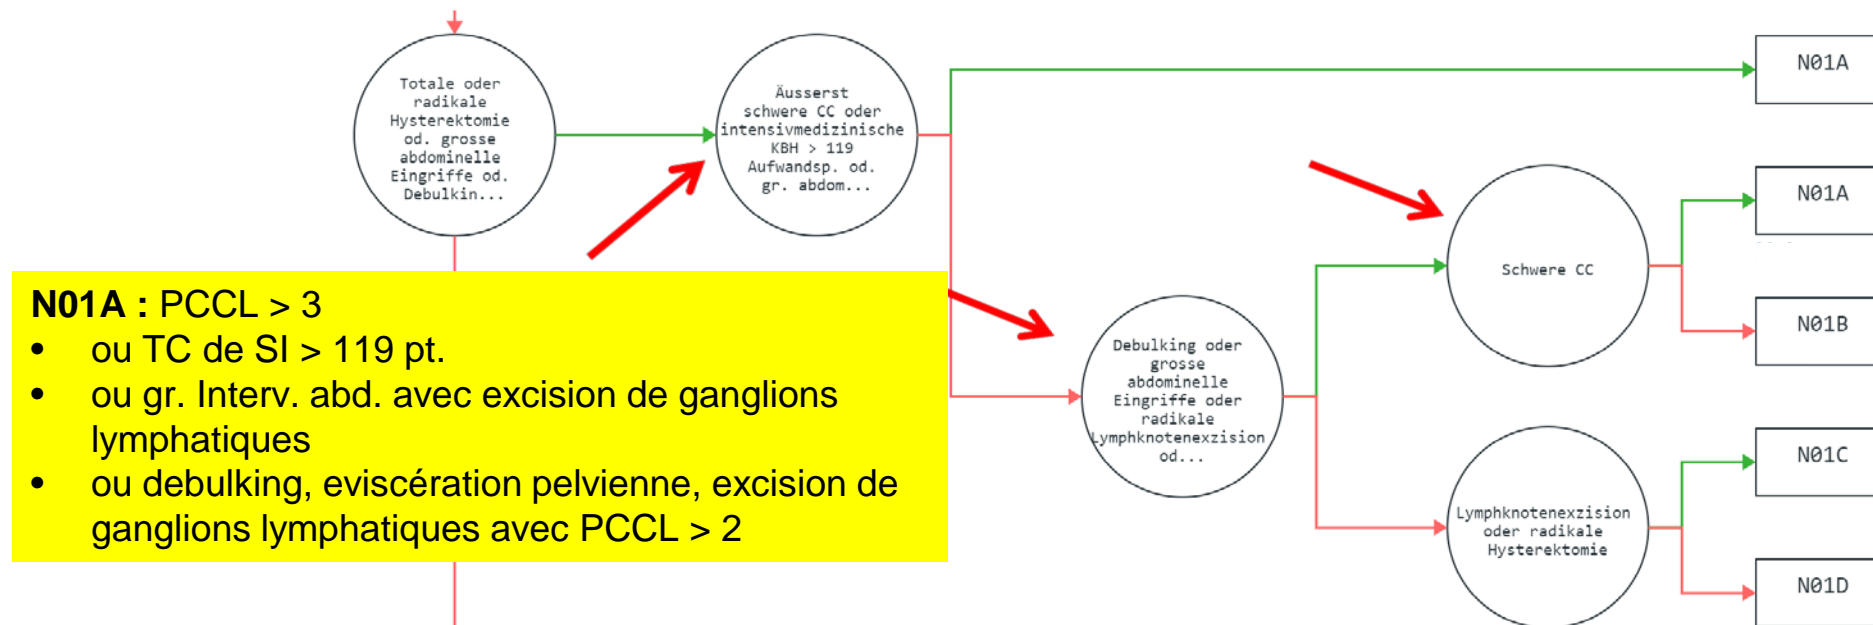 Totale oder
radikale
Hysterektomie
od. grosse
abdominelle
Eingriffe od.
Debulkin...
Äusserst
schwere CC oder
intensivmedizinische
KBH > 119
Aufwandsp. od.
gr. abdom...
N01A
N01A
Schwere CC
N01B
N01A : PCCL > 3
• ou TC de SI > 119 pt.
• ou gr. Interv. abd. avec excision de ganglions
lymphatiques
• ou debulking, eviscération pelvienne, excision de
ganglions lymphatiques avec PCCL > 2
Debulking oder
grosse
abdominelle
Eingriffe oder
radikale
Lymphknotenexzision
od...
N01C
Lymphknotenexzision
oder radikale
Hysterektomie
N01D